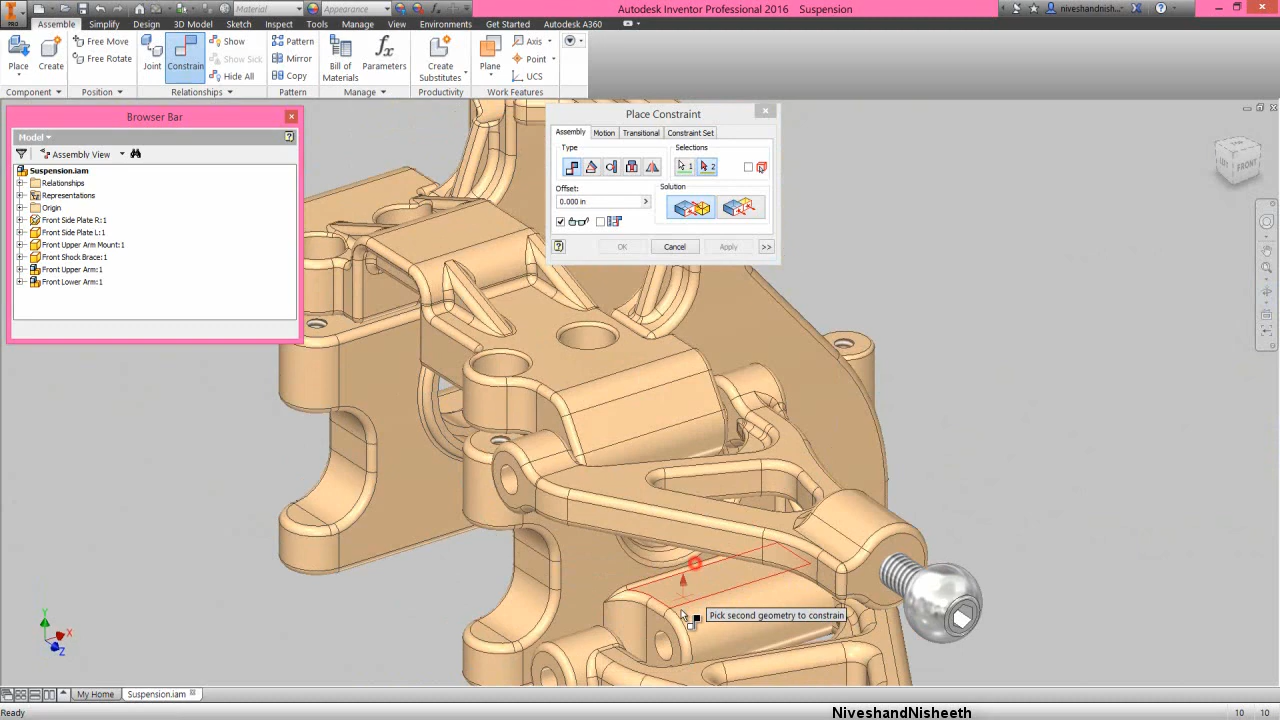 Material
Appearance
Autodesk Inventor Professional 2016 Suspension
niveshandnish...
PRO
Assemble Simplify Design 3D Model Sketch Inspect Tools Manage View Environments Get Started Autodesk A360
Place Create
Free Move
Free Rotate
Joint Constrain
Show
Show Sick
Hide All
Pattern
Mirror
Copy
Bill of Materials
Parameters
Create Substitutes
Plane
Axis
Point
UCS
Component Position Relationships Pattern Manage Productivity Work Features
Browser Bar
Model
Assembly View
Suspension.iam
Relationships
Representations
Origin
Front Side Plate R:1
Front Side Plate L:1
Front Upper Arm Mount:1
Front Shock Brace:1
Front Upper Arm:1
Front Lower Arm:1
Place Constraint
Assembly Motion Transitional Constraint Set
Type
Selections
1 2
Offset:
0.000 in
Solution
OK Cancel Apply >>
LEFT FRONT
Pick second geometry to constrain
Y
X
Z
My Home Suspension.iam
Ready
NiveshandNisheeth
10 10